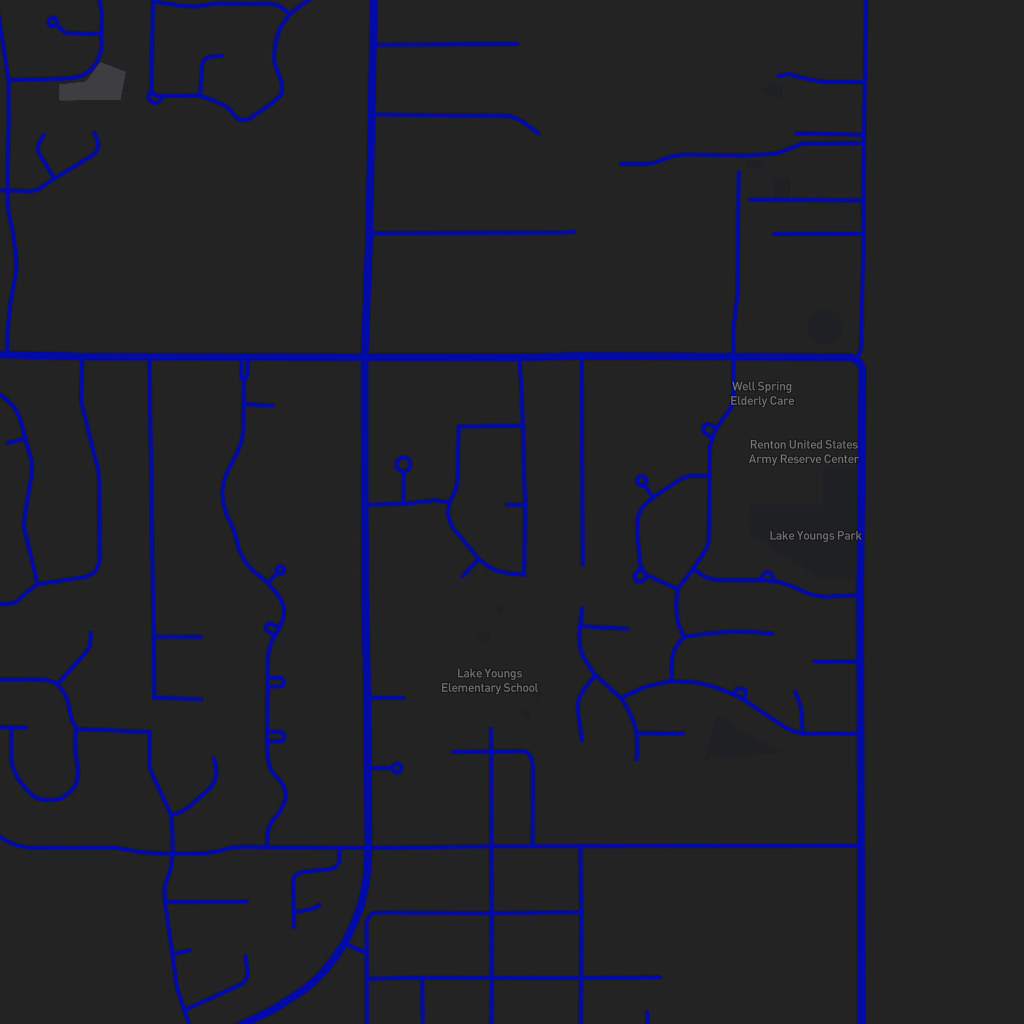 Well Spring
Elderly Care
Renton United States
Army Reserve Center
Lake Youngs Park
Lake Youngs
Elementary School